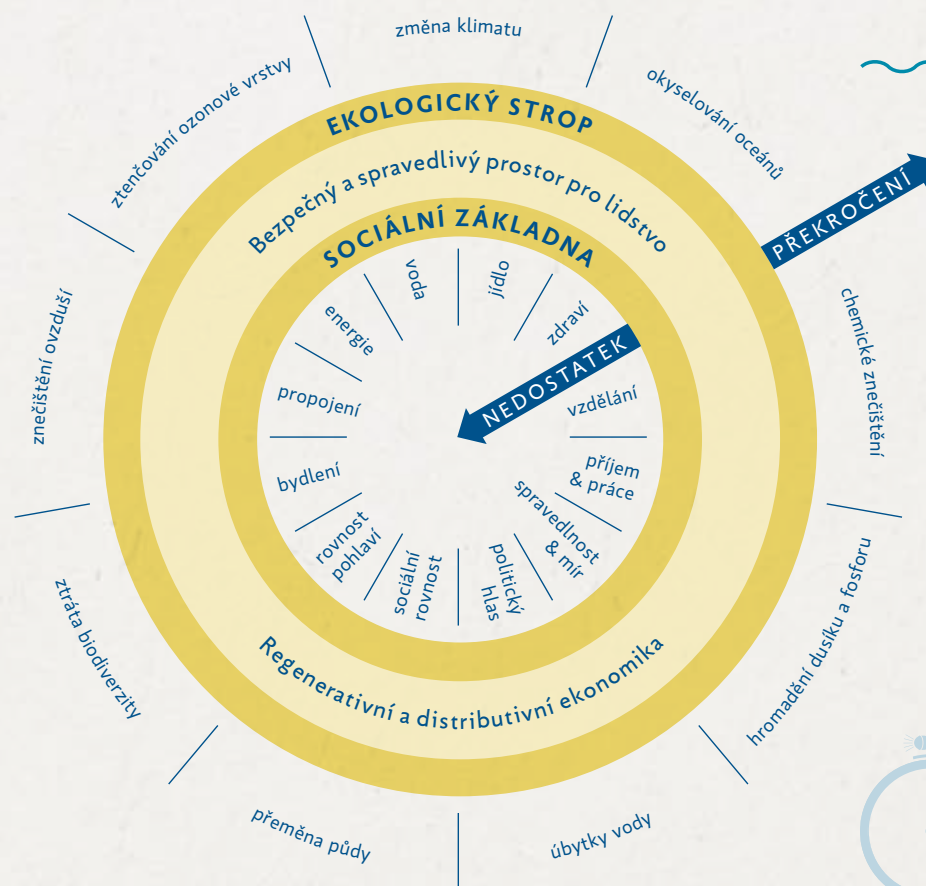 změna klimatu
okyselování oceánů
PŘEKROČENÍ
chemické znečištění
hromadění dusíku a fosforu
úbytky vody
přeměna půdy
ztráta biodiverzity
znečištění ovzduší
ztenčování ozonové vrstvy
EKOLOGICKÝ STROP
Bezpečný a spravedlivý prostor pro lidstvo
SOCIÁLNÍ ZÁKLADNA
voda
jídlo
zdraví
NEDOSTATEK
vzdělání
příjem
& práce
spravedlnost
& mír
politický
hlas
sociální
rovnost
rovnost
pohlaví
bydlení
propojení
energie
Regenerativní a distributivní ekonomika